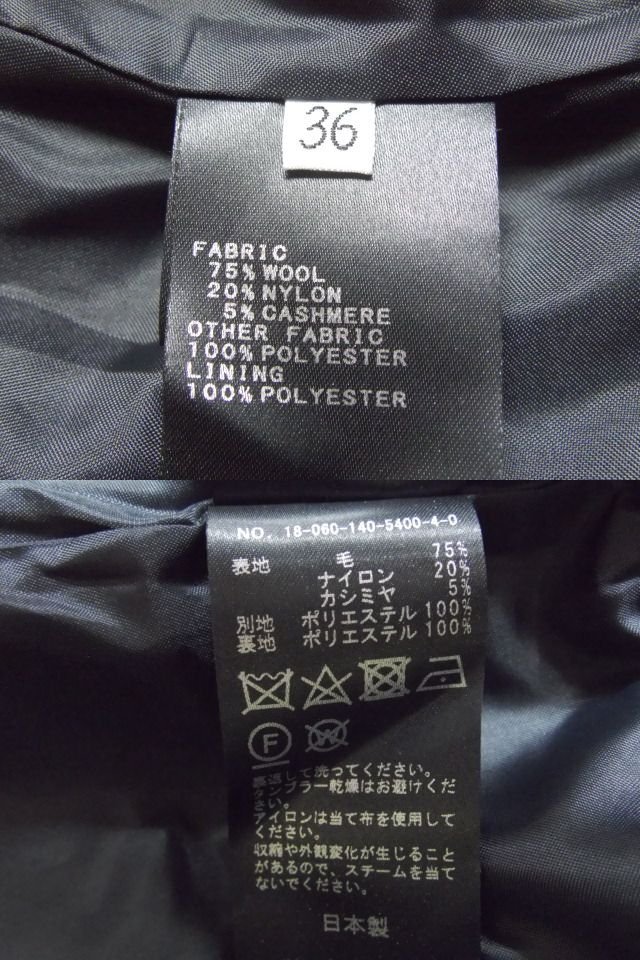 36
FABRIC
75% WOOL
20% NYLON
5% CASHMERE
OTHER FABRIC
100% POLYESTER
LINING
100% POLYESTER
NO. 18-060-140-5400-4-0
表地 毛 75%
ナイロン 20%
カシミヤ 5%
別地 ポリエステル 100%
裏地 ポリエステル 100%
F W
裏返して洗ってください。
タンブラー乾燥はお避けくだ
さい。
アイロンは当て布を使用して
ください。
収縮や外観変化が生じること
があるので、スチームを当て
ないでください。
日本製